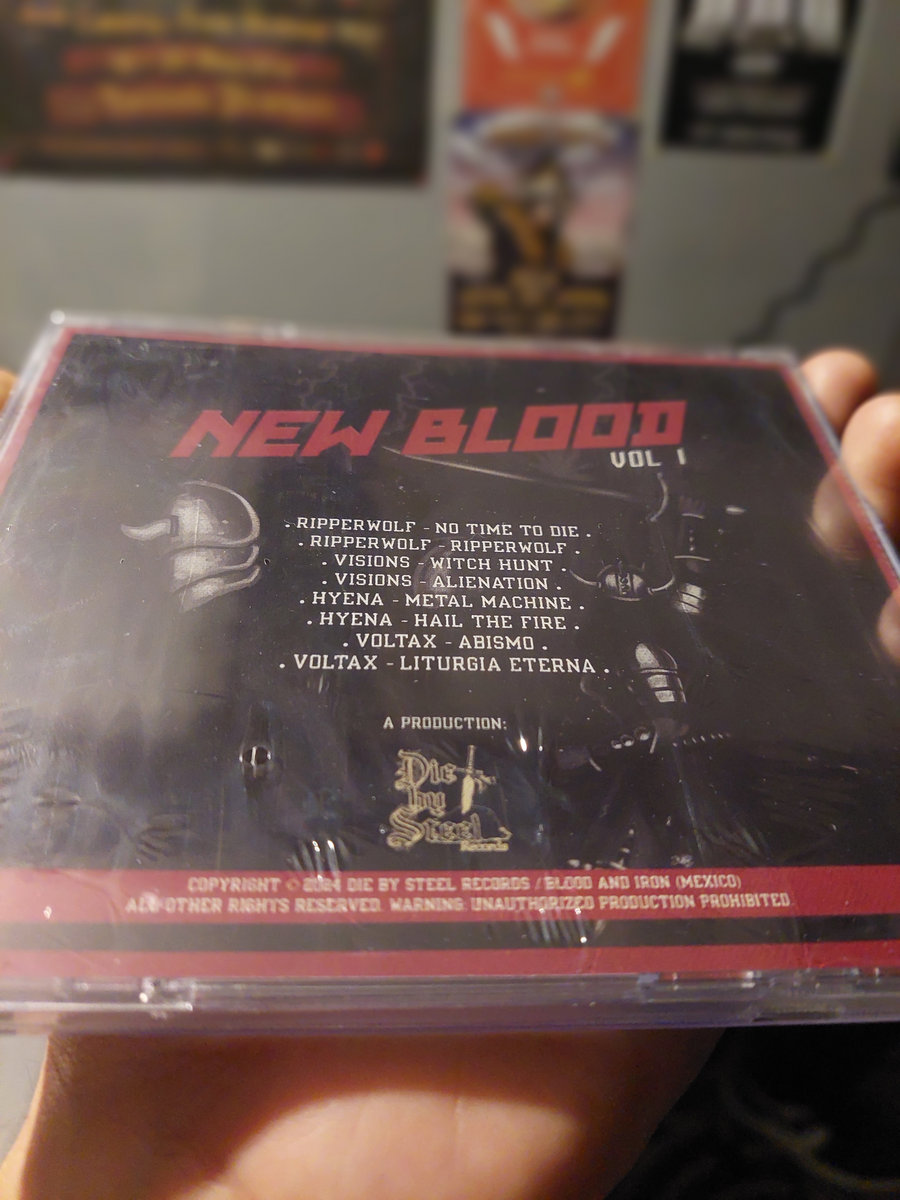 NEW BLOOD
VOL 1
. RIPPERWOLF - NO TIME TO DIE .
. RIPPERWOLF - RIPPERWOLF .
. VISIONS - WITCH HUNT .
. VISIONS - ALIENATION .
. HYENA - METAL MACHINE .
. HYENA - HAIL THE FIRE .
. VOLTAX - ABISMO .
. VOLTAX - LITURGIA ETERNA .
A PRODUCTION:
Die
by
Steel
Records
COPYRIGHT © 2024 DIE BY STEEL RECORDS / BLOOD AND IRON (MEXICO)
ALL OTHER RIGHTS RESERVED. WARNING: UNAUTHORIZED PRODUCTION PROHIBITED.